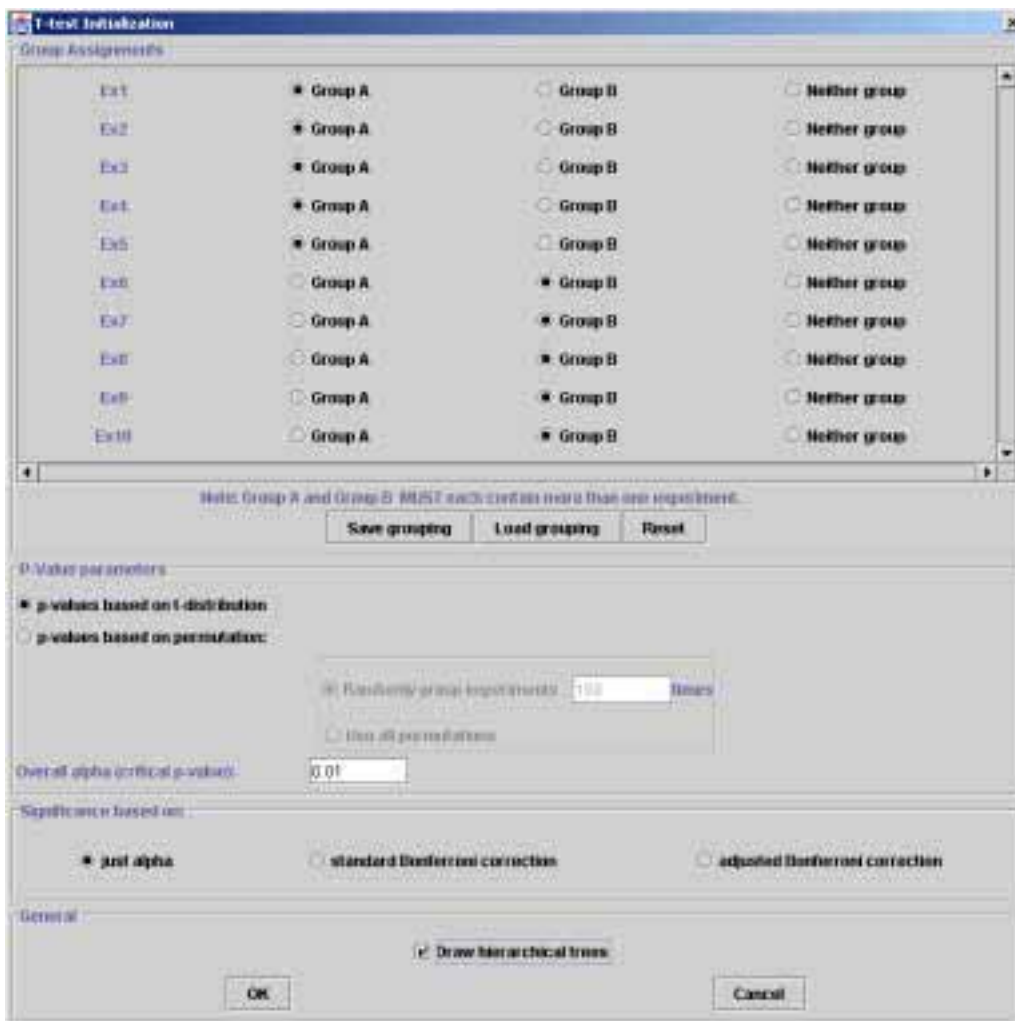 T-test Initialization
Group Assignments
Ex1 Group A Group B Neither group
Ex2 Group A Group B Neither group
Ex3 Group A Group B Neither group
Ex4 Group A Group B Neither group
Ex5 Group A Group B Neither group
Ex6 Group A Group B Neither group
Ex7 Group A Group B Neither group
Ex8 Group A Group B Neither group
Ex9 Group A Group B Neither group
Ex10 Group A Group B Neither group
Note: Group A and Group B MUST each contain more than one experiment.
Save grouping Load grouping Reset
P-Value parameters
p-values based on t-distribution
p-values based on permutation:
Randomly group experiments 100 times
Use all permutations
Overall alpha (critical p-value): 0.01
Significance based on:
just alpha standard Bonferroni correction adjusted Bonferroni correction
General
Draw hierarchical trees
OK Cancel